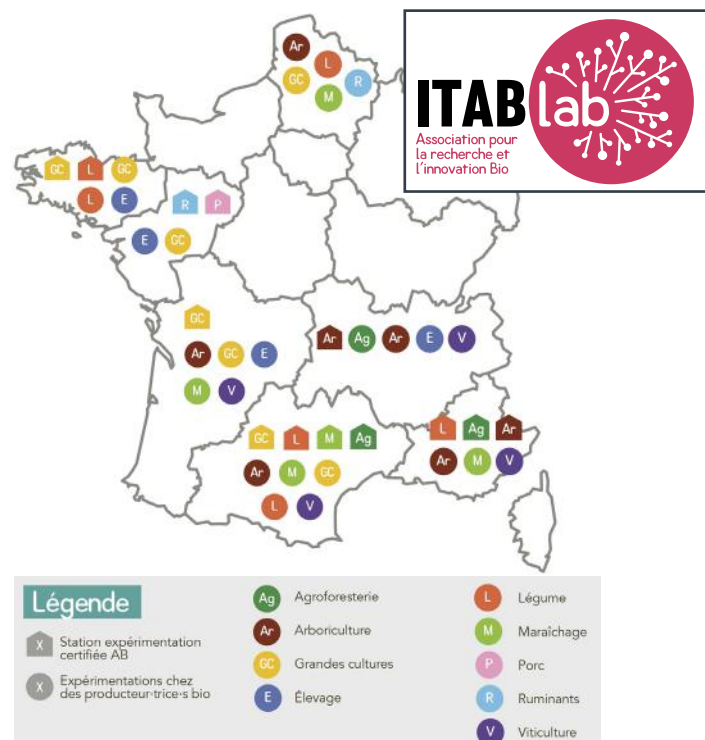 Ar
L
GC
R
M
ITAB lab
Association pour
la recherche et
l'innovation Bio
GC L GC
L E
R P
E GC
GC
Ar GC E
M V
Ar Ag Ar E V
GC L M Ag
Ar M GC
L V
L Ag Ar
Ar M V
Légende
X Station expérimentation
certifiée AB
X Expérimentations chez
des producteur·trice·s bio
Ag Agroforesterie
Ar Arboriculture
GC Grandes cultures
E Élevage
L Légume
M Maraîchage
P Porc
R Ruminants
V Viticulture